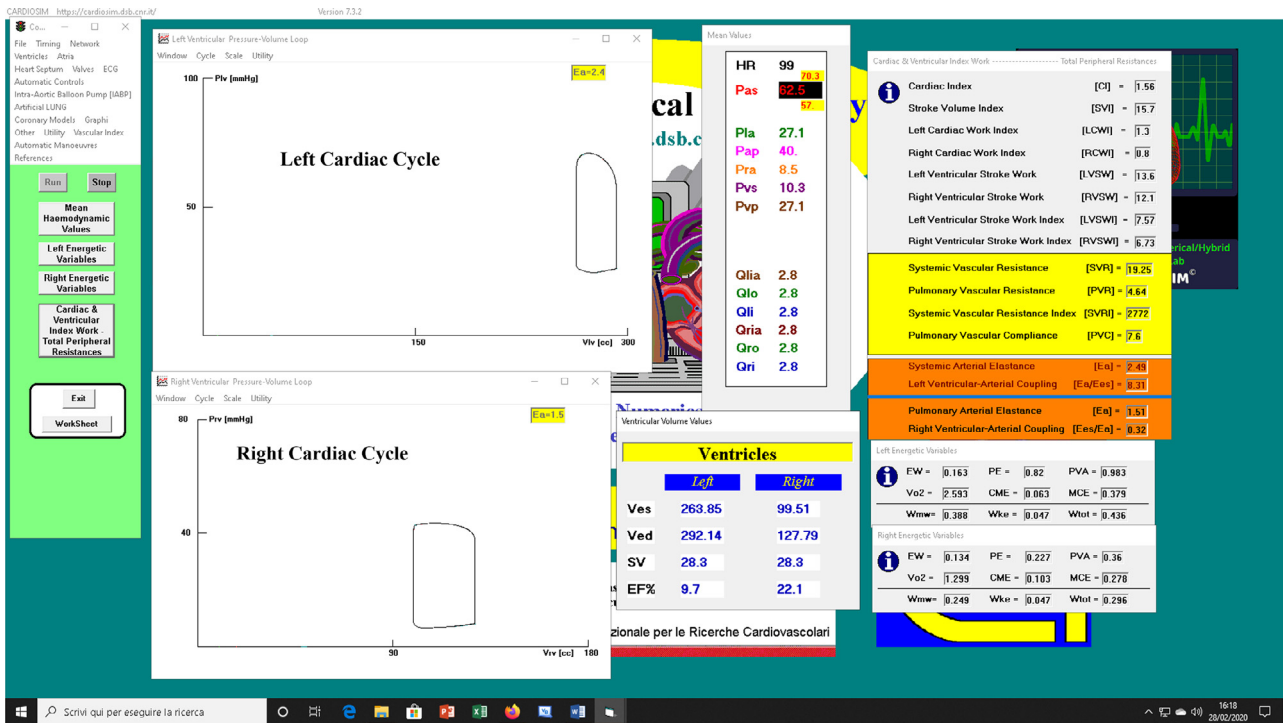 CARDIOSIM https://cardiosim.dsb.cnr.it/ Version 7.3.2
Co...
File Timing Network
Ventricles Atria
Heart Septum Valves ECG
Automatic Controls
Intra-Aortic Balloon Pump [IABP]
Artificial LUNG
Coronary Models Graphi
Other Utility Vascular Index
Automatic Manoeuvres
References
Run Stop
Mean
Haemodynamic
Values
Left Energetic
Variables
Right Energetic
Variables
Cardiac &
Ventricular
Index Work -
Total Peripheral
Resistances
Exit
WorkSheet
Left Ventricular Pressure-Volume Loop
Window Cycle Scale Utility
Ea=2.4
100 Plv [mmHg]
Left Cardiac Cycle
50
150 Vlv [cc] 300
Right Ventricular Pressure-Volume Loop
Window Cycle Scale Utility
Ea=1.5
80 Prv [mmHg]
Right Cardiac Cycle
40
90 Vrv [cc] 180
cal
.dsb.c
y
Numeric
zionale per le Ricerche Cardiovascolari
Mean Values
HR 99
70.3
Pas 62.5
57.
Pla 27.1
Pap 40.
Pra 8.5
Pvs 10.3
Pvp 27.1
Qlia 2.8
Qlo 2.8
Qli 2.8
Qria 2.8
Qro 2.8
Qri 2.8
Ventricular Volume Values
Ventricles
Left Right
Ves 263.85 99.51
Ved 292.14 127.79
SV 28.3 28.3
EF% 9.7 22.1
Cardiac & Ventricular Index Work -------------------- Total Peripheral Resistances
Cardiac Index [CI] = 1.56
Stroke Volume Index [SVI] = 15.7
Left Cardiac Work Index [LCWI] = 1.3
Right Cardiac Work Index [RCWI] = 0.8
Left Ventricular Stroke Work [LVSW] = 13.6
Right Ventricular Stroke Work [RVSW] = 12.1
Left Ventricular Stroke Work Index [LVSWI] = 7.57
Right Ventricular Stroke Work Index [RVSWI] = 6.73
Systemic Vascular Resistance [SVR] = 19.25
Pulmonary Vascular Resistance [PVR] = 4.64
Systemic Vascular Resistance Index [SVRI] = 2772
Pulmonary Vascular Compliance [PVC] = 7.6
Systemic Arterial Elastance [Ea] = 2.49
Left Ventricular-Arterial Coupling [Ea/Ees] = 8.31
Pulmonary Arterial Elastance [Ea] = 1.51
Right Ventricular-Arterial Coupling [Ees/Ea] = 0.32
erical/Hybrid
ab
IM©
Left Energetic Variables
EW = 0.163 PE = 0.82 PVA = 0.983
Vo2 = 2.593 CME = 0.063 MCE = 0.379
Wmw= 0.388 Wke = 0.047 Wtot = 0.436
Right Energetic Variables
EW = 0.134 PE = 0.227 PVA = 0.36
Vo2 = 1.299 CME = 0.103 MCE = 0.278
Wmw= 0.249 Wke = 0.047 Wtot = 0.296
Scrivi qui per eseguire la ricerca
16:18
28/02/2020